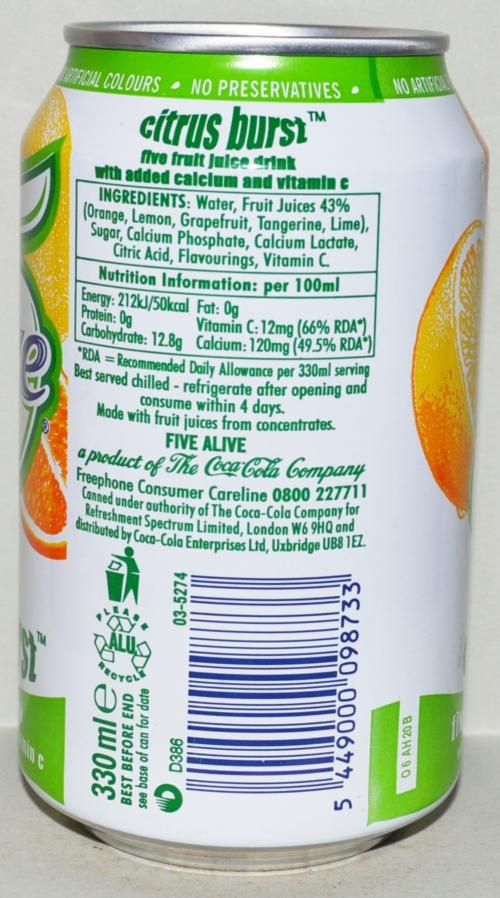 ARTIFICIAL COLOURS • NO PRESERVATIVES • NO ARTIFICIAL
citrus burst™
five fruit juice drink
with added calcium and vitamin c
INGREDIENTS: Water, Fruit Juices 43%
(Orange, Lemon, Grapefruit, Tangerine, Lime),
Sugar, Calcium Phosphate, Calcium Lactate,
Citric Acid, Flavourings, Vitamin C.
Nutrition Information: per 100ml
Energy: 212kJ/50kcal Fat: 0g
Protein: 0g Vitamin C: 12mg (66% RDA*)
Carbohydrate: 12.8g Calcium: 120mg (49.5% RDA*)
*RDA = Recommended Daily Allowance per 330ml serving
Best served chilled - refrigerate after opening and
consume within 4 days.
Made with fruit juices from concentrates.
FIVE ALIVE
a product of The Coca-Cola Company
Freephone Consumer Careline 0800 227711
Canned under authority of The Coca-Cola Company for
Refreshment Spectrum Limited, London W6 9HQ and
distributed by Coca-Cola Enterprises Ltd, Uxbridge UB8 1EZ.
PLEASE
ALU
RECYCLE
330 ml e
BEST BEFORE END
see base of can for date
03-5274
D386
5 449000 098733
06 AH20B
st™
min c
e®